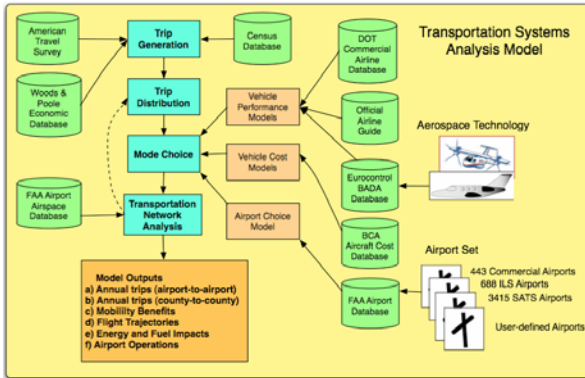 Transportation Systems
Analysis Model
American
Travel
Survey
Trip
Generation
Census
Database
DOT
Commercial
Airline
Database
Woods &
Poole
Economic
Database
Trip
Distribution
Vehicle
Performance
Models
Official
Airline
Guide
Aerospace Technology
Mode Choice
Vehicle Cost
Models
Eurocontrol
BADA
Database
FAA Airport
Airspace
Database
Transportation
Network
Analysis
Airport Choice
Model
BCA
Aircraft Cost
Database
Airport Set
443 Commercial Airports
688 ILS Airports
3415 SATS Airports
User-defined Airports
FAA Airport
Database
Model Outputs
a) Annual trips (airport-to-airport)
b) Annual trips (county-to-county)
c) Mobility Benefits
d) Flight Trajectories
e) Energy and Fuel Impacts
f) Airport Operations